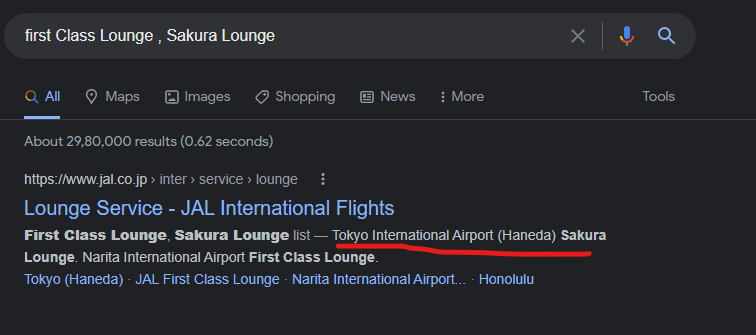 first Class Lounge , Sakura Lounge
All Maps Images Shopping News More Tools
About 29,80,000 results (0.62 seconds)
https://www.jal.co.jp › inter › service › lounge
Lounge Service - JAL International Flights
First Class Lounge, Sakura Lounge list — Tokyo International Airport (Haneda) Sakura
Lounge. Narita International Airport First Class Lounge.
Tokyo (Haneda) · JAL First Class Lounge · Narita International Airport... · Honolulu